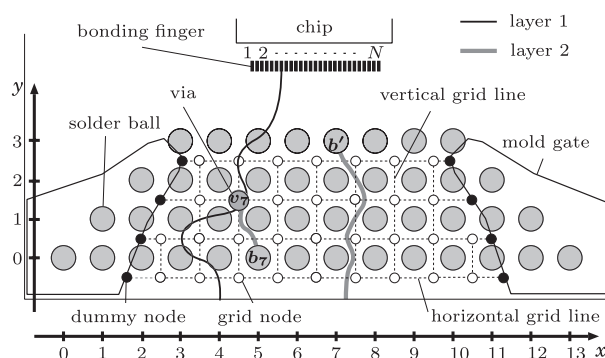 chip
layer 1
bonding finger
1 2 - - - - - - - - - - - N
layer 2
via
vertical grid line
y
solder ball
mold gate
3
b′
2
v7
1
0
b7
dummy node
grid node
horizontal grid line
0 1 2 3 4 5 6 7 8 9 10 11 12 13 x